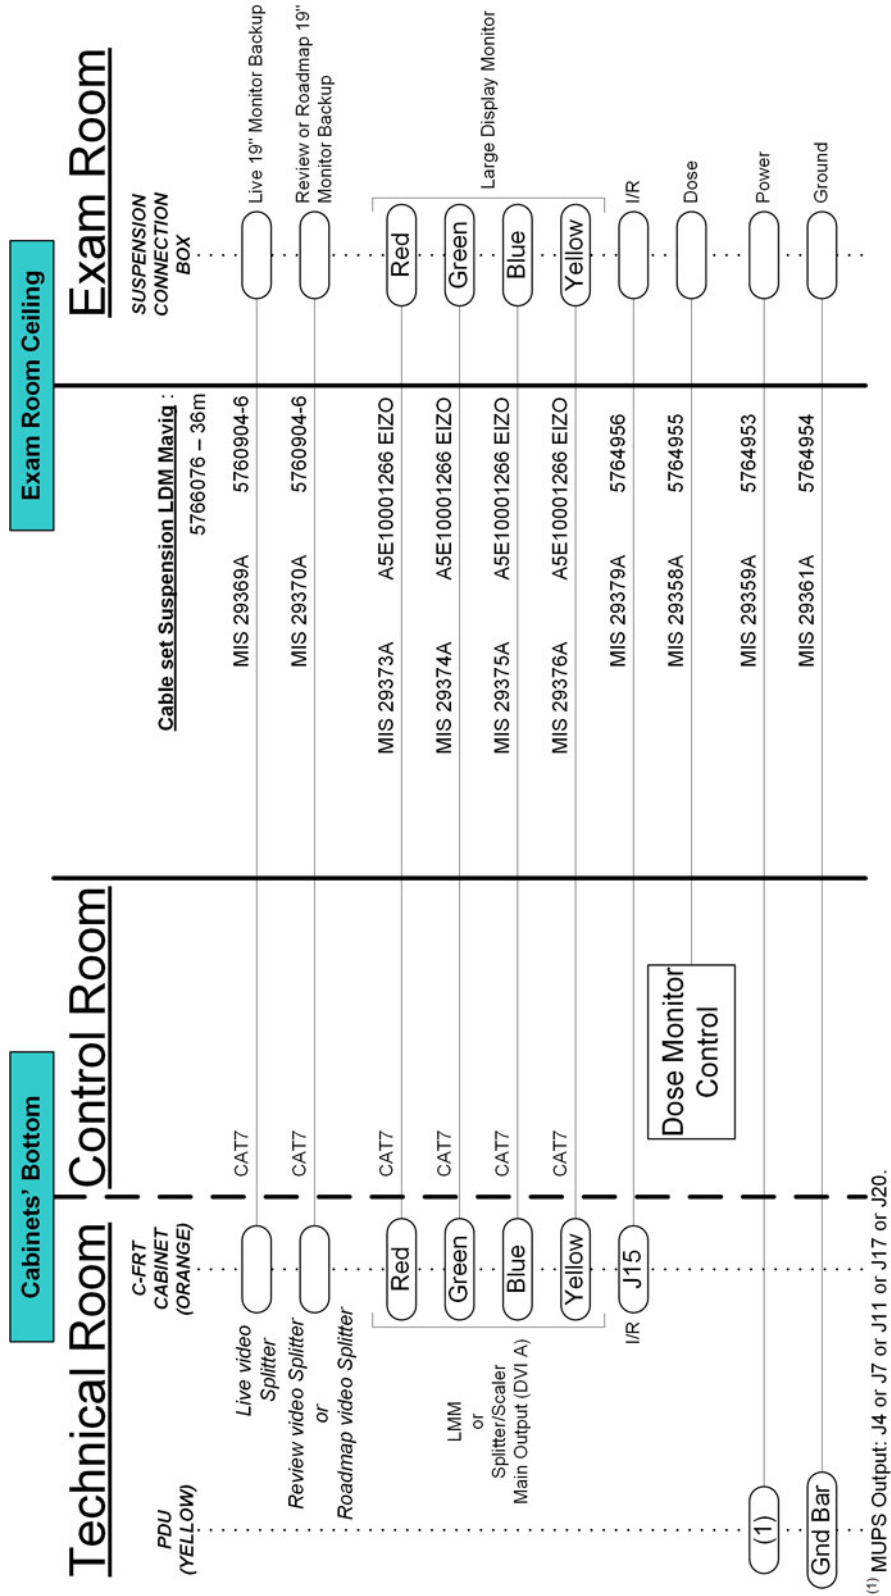 Cabinets' Bottom
Exam Room Ceiling
Technical Room
Control Room
Exam Room
PDU
(YELLOW)
C-FRT
CABINET
(ORANGE)
Cable set Suspension LDM Mavig :
5766076 – 36m
SUSPENSION
CONNECTION
BOX
Live video
Splitter
CAT7
MIS 29369A
5760904-6
Live 19" Monitor Backup
Review video Splitter
or
Roadmap video Splitter
CAT7
MIS 29370A
5760904-6
Review or Roadmap 19"
Monitor Backup
LMM
or
Splitter/Scaler
Main Output (DVI A)
Red
CAT7
MIS 29373A
A5E10001266 EIZO
Red
Green
CAT7
MIS 29374A
A5E10001266 EIZO
Green
Blue
CAT7
MIS 29375A
A5E10001266 EIZO
Blue
Yellow
CAT7
MIS 29376A
A5E10001266 EIZO
Yellow
Large Display Monitor
I/R
J15
MIS 29379A
5764956
I/R
Dose Monitor
Control
MIS 29358A
5764955
Dose
(1)
MIS 29359A
5764953
Power
Gnd Bar
MIS 29361A
5764954
Ground
(1) MUPS Output: J4 or J7 or J11 or J17 or J20.